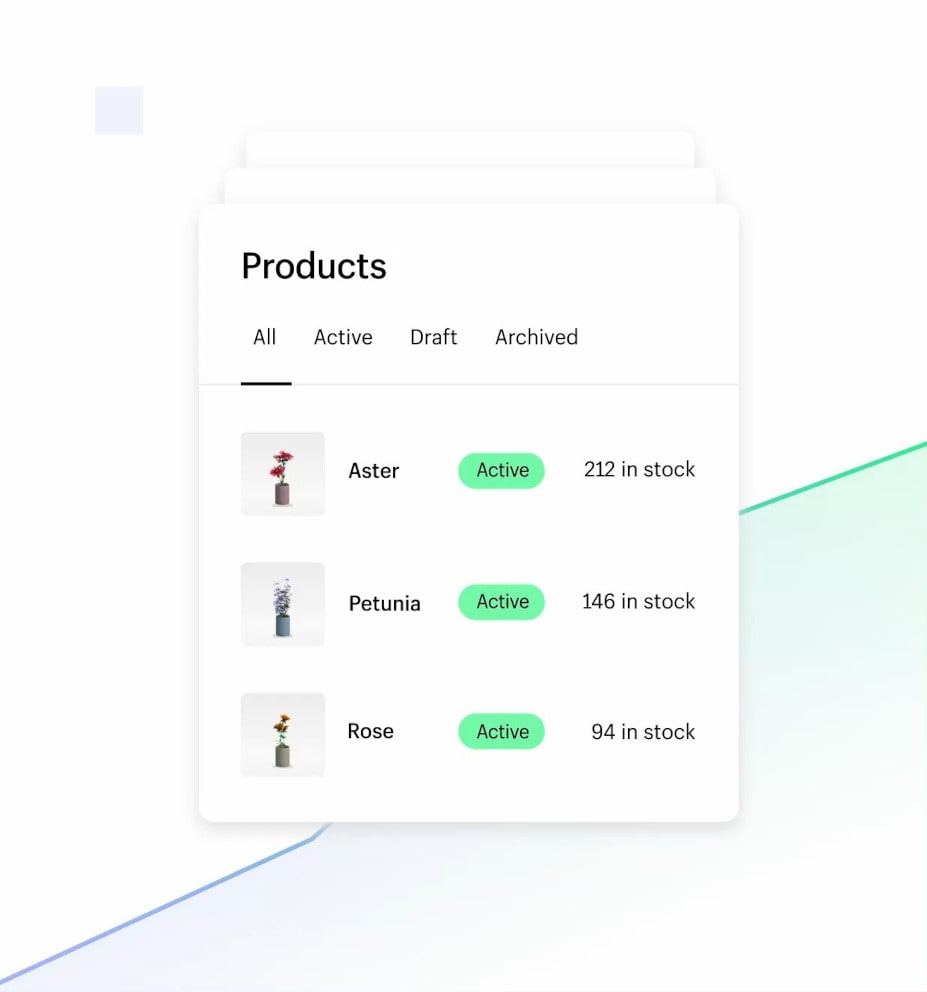 Products
All Active Draft Archived
Aster Active 212 in stock
Petunia Active 146 in stock
Rose Active 94 in stock